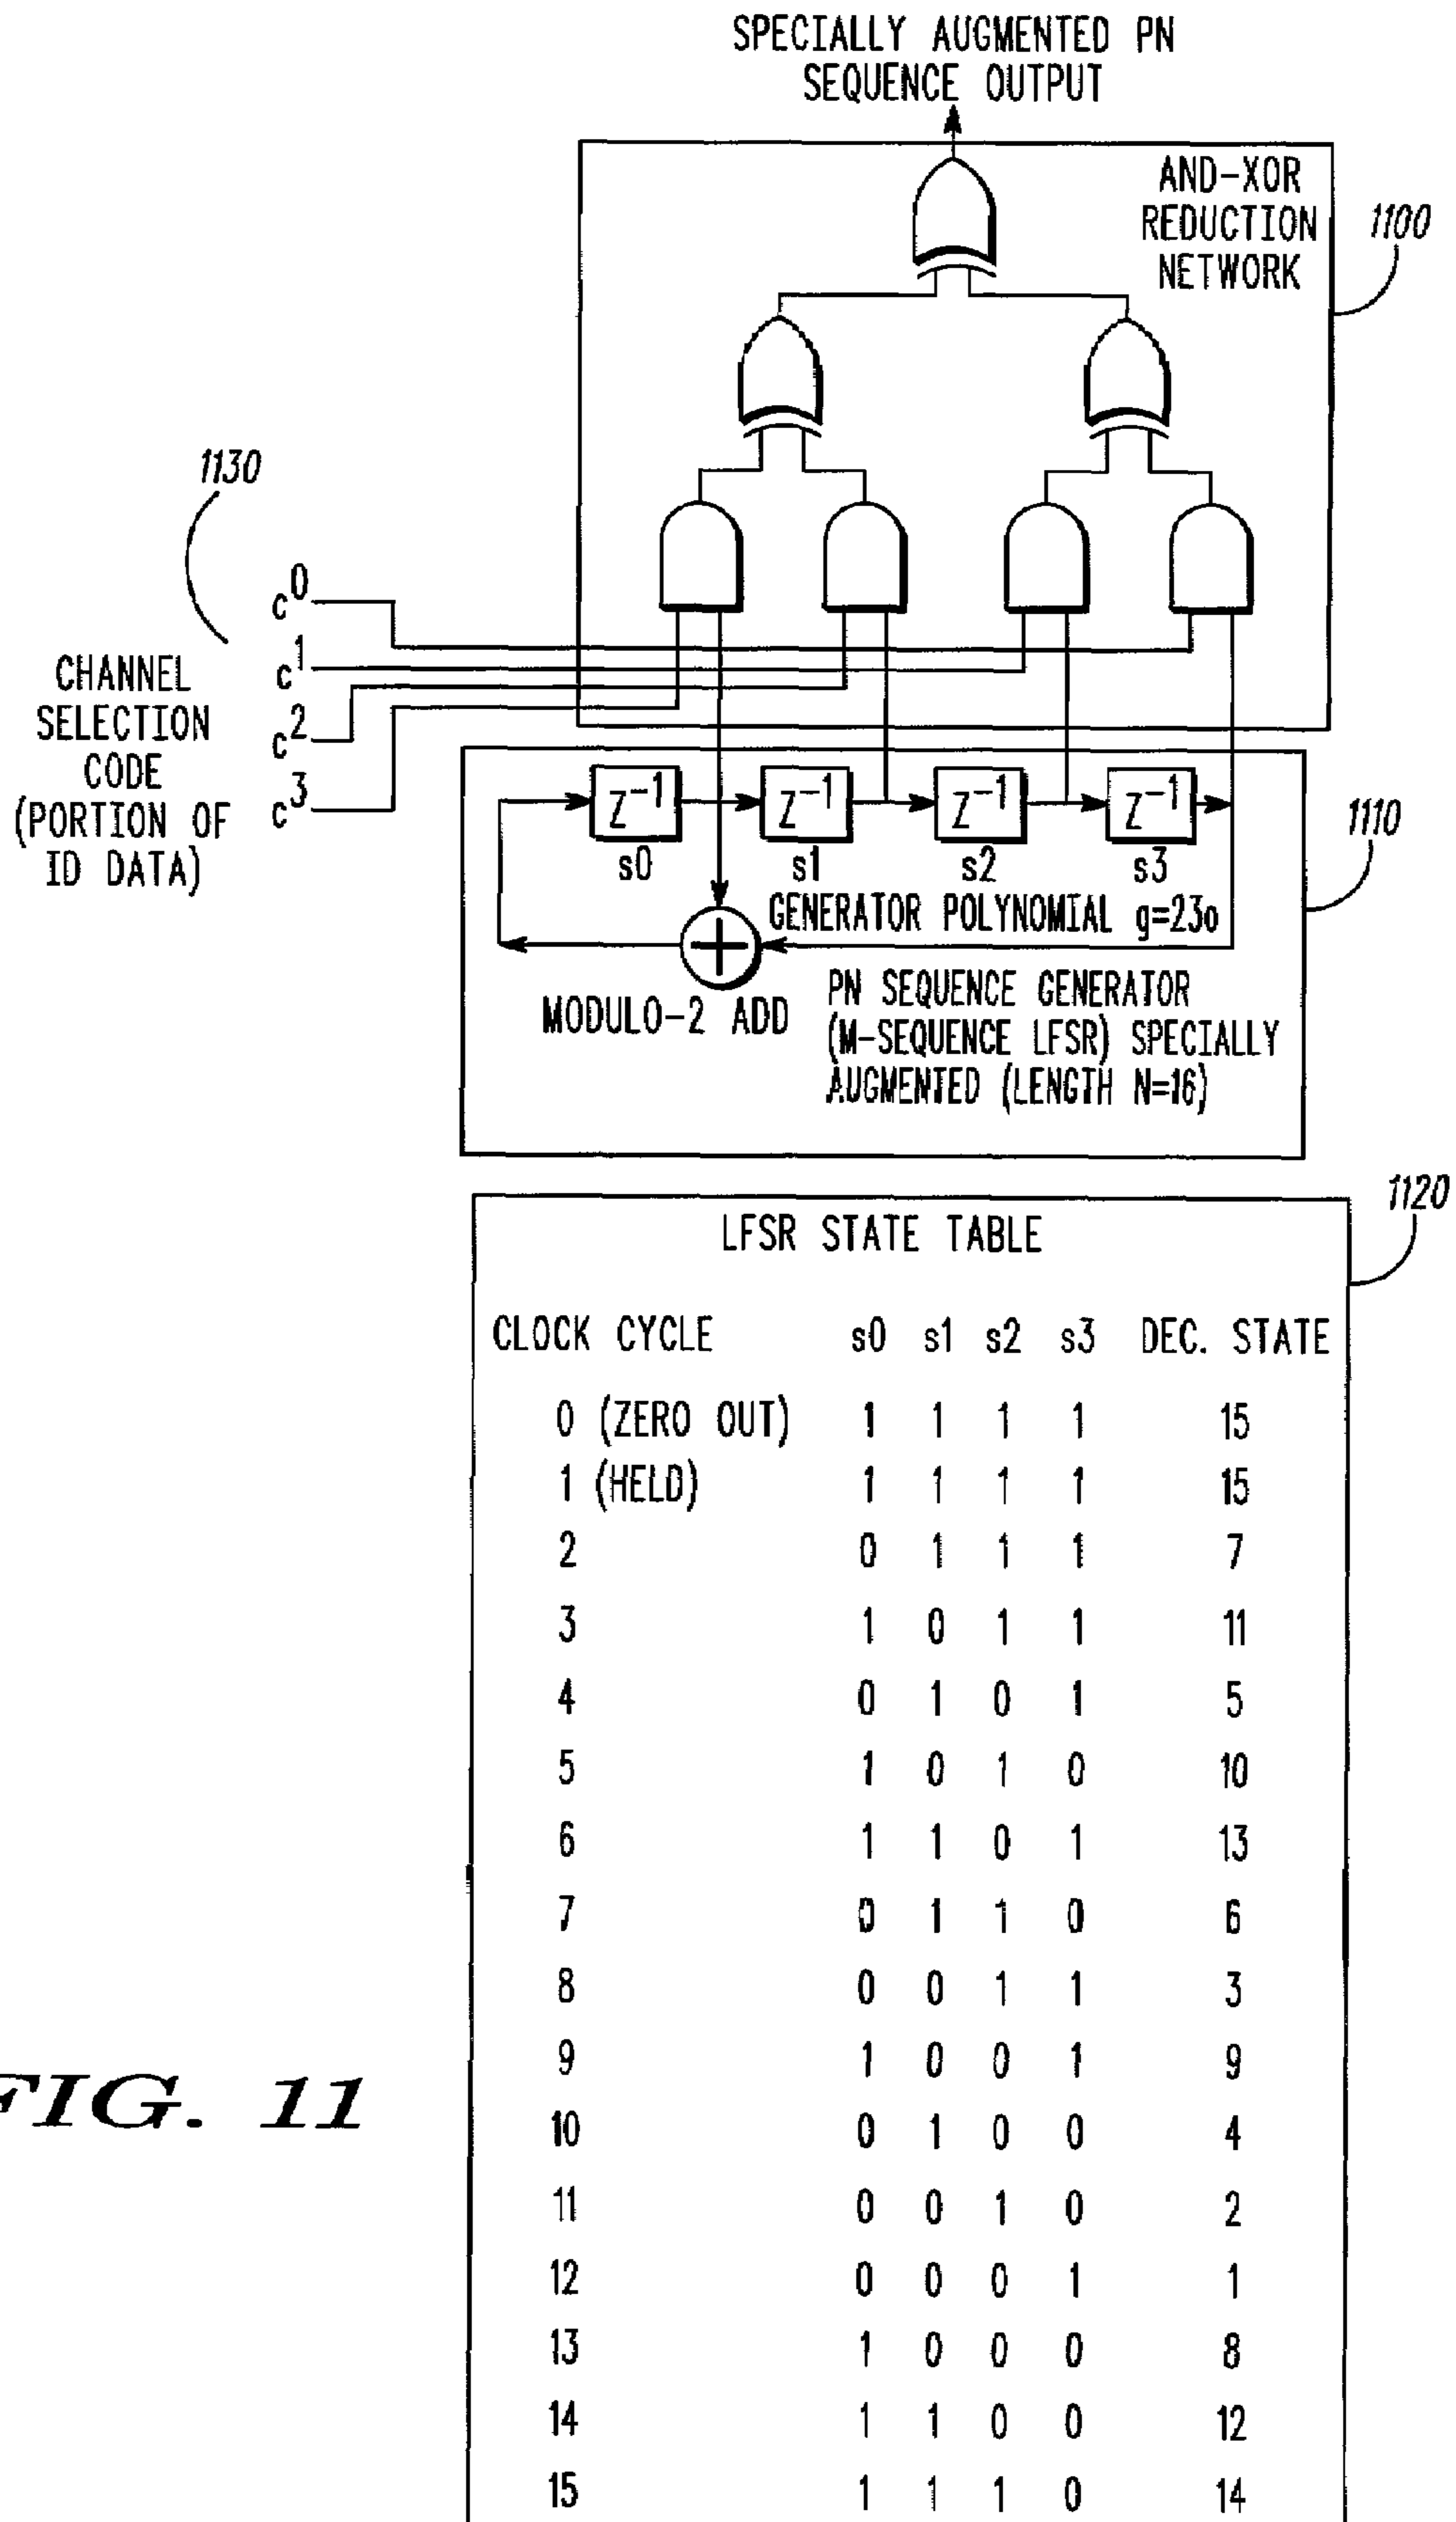 SPECIALLY AUGMENTED PN
SEQUENCE OUTPUT
AND-XOR
REDUCTION
NETWORK
1100
1130
c0
c1
c2
c3
CHANNEL
SELECTION
CODE
(PORTION OF
ID DATA)
Z-1
Z-1
Z-1
Z-1
s0
s1
s2
s3
1110
GENERATOR POLYNOMIAL g=23o
MODULO-2 ADD
PN SEQUENCE GENERATOR
(M-SEQUENCE LFSR) SPECIALLY
AUGMENTED (LENGTH N=16)
1120
LFSR STATE TABLE
CLOCK CYCLE s0 s1 s2 s3 DEC. STATE
0 (ZERO OUT) 1 1 1 1 15
1 (HELD) 1 1 1 1 15
2 0 1 1 1 7
3 1 0 1 1 11
4 0 1 0 1 5
5 1 0 1 0 10
6 1 1 0 1 13
7 0 1 1 0 6
8 0 0 1 1 3
9 1 0 0 1 9
10 0 1 0 0 4
11 0 0 1 0 2
12 0 0 0 1 1
13 1 0 0 0 8
14 1 1 0 0 12
15 1 1 1 0 14
FIG. 11